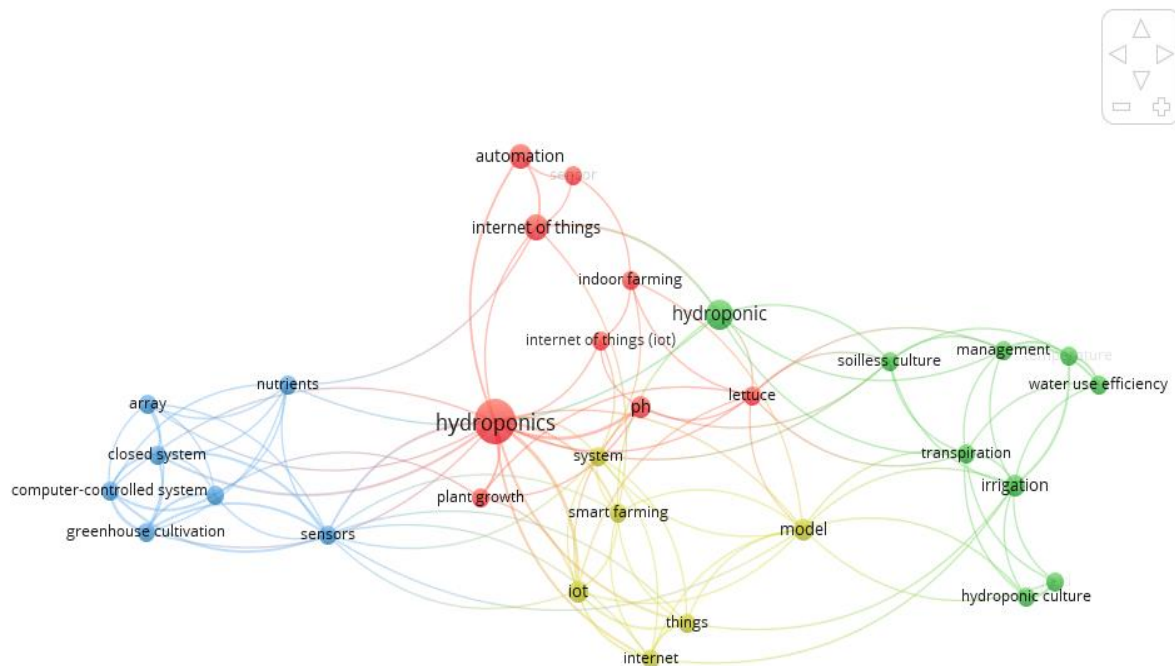 automation
sensor
internet of things
indoor farming
hydroponic
internet of things (iot)
management
soilless culture
water use efficiency
nutrients
lettuce
array
ph
hydroponics
closed system
system
transpiration
computer-controlled system
irrigation
plant growth
smart farming
greenhouse cultivation
sensors
model
iot
hydroponic culture
things
internet